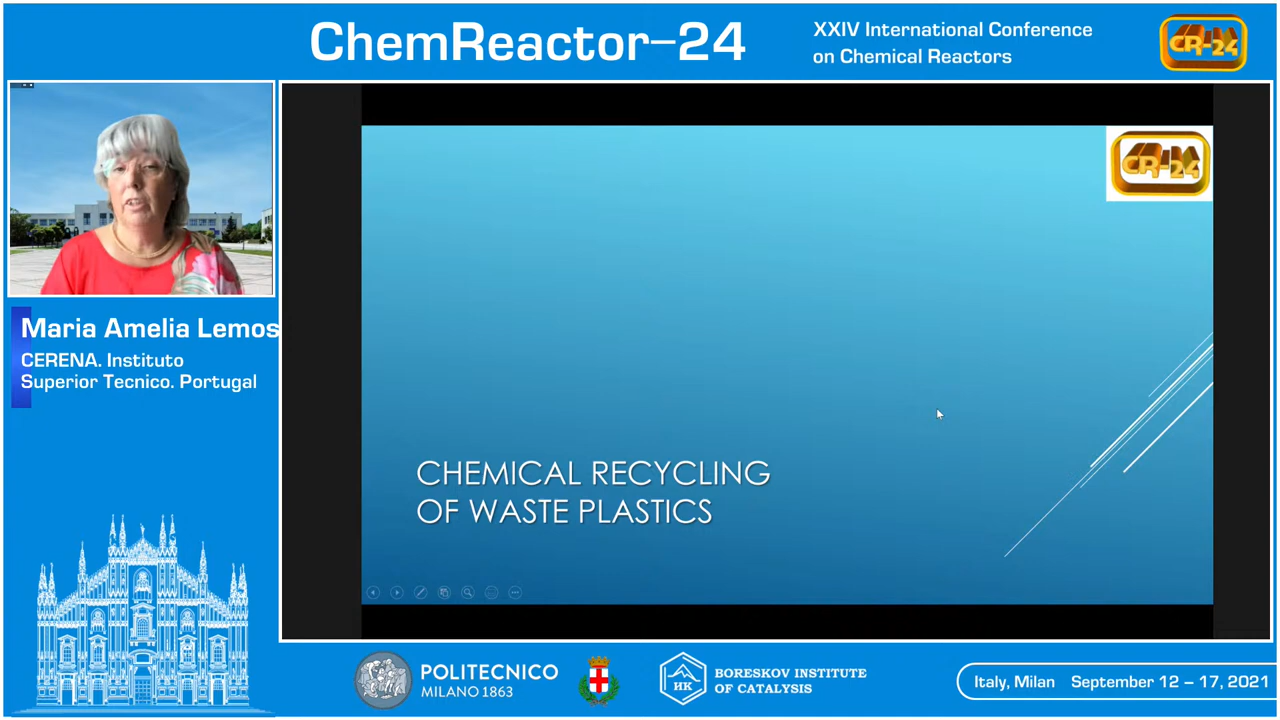 ChemReactor–24
XXIV International Conference
on Chemical Reactors
CR-24
Maria Amelia Lemos
CERENA. Instituto
Superior Tecnico. Portugal
CR-24
CHEMICAL RECYCLING
OF WASTE PLASTICS
POLITECNICO
MILANO 1863
НК
BORESKOV INSTITUTE
OF CATALYSIS
Italy, Milan September 12 – 17, 2021